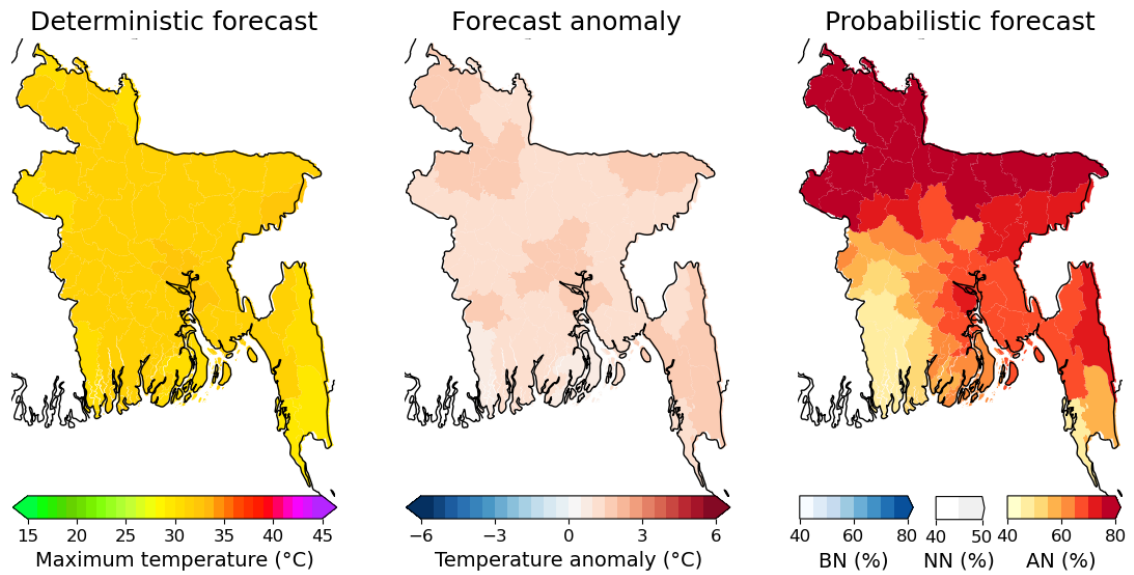 Deterministic forecast
Forecast anomaly
Probabilistic forecast
15 20 25 30 35 40 45
Maximum temperature (°C)
−6 −3 0 3 6
Temperature anomaly (°C)
40 60 80
BN (%)
40 50
NN (%)
40 60 80
AN (%)